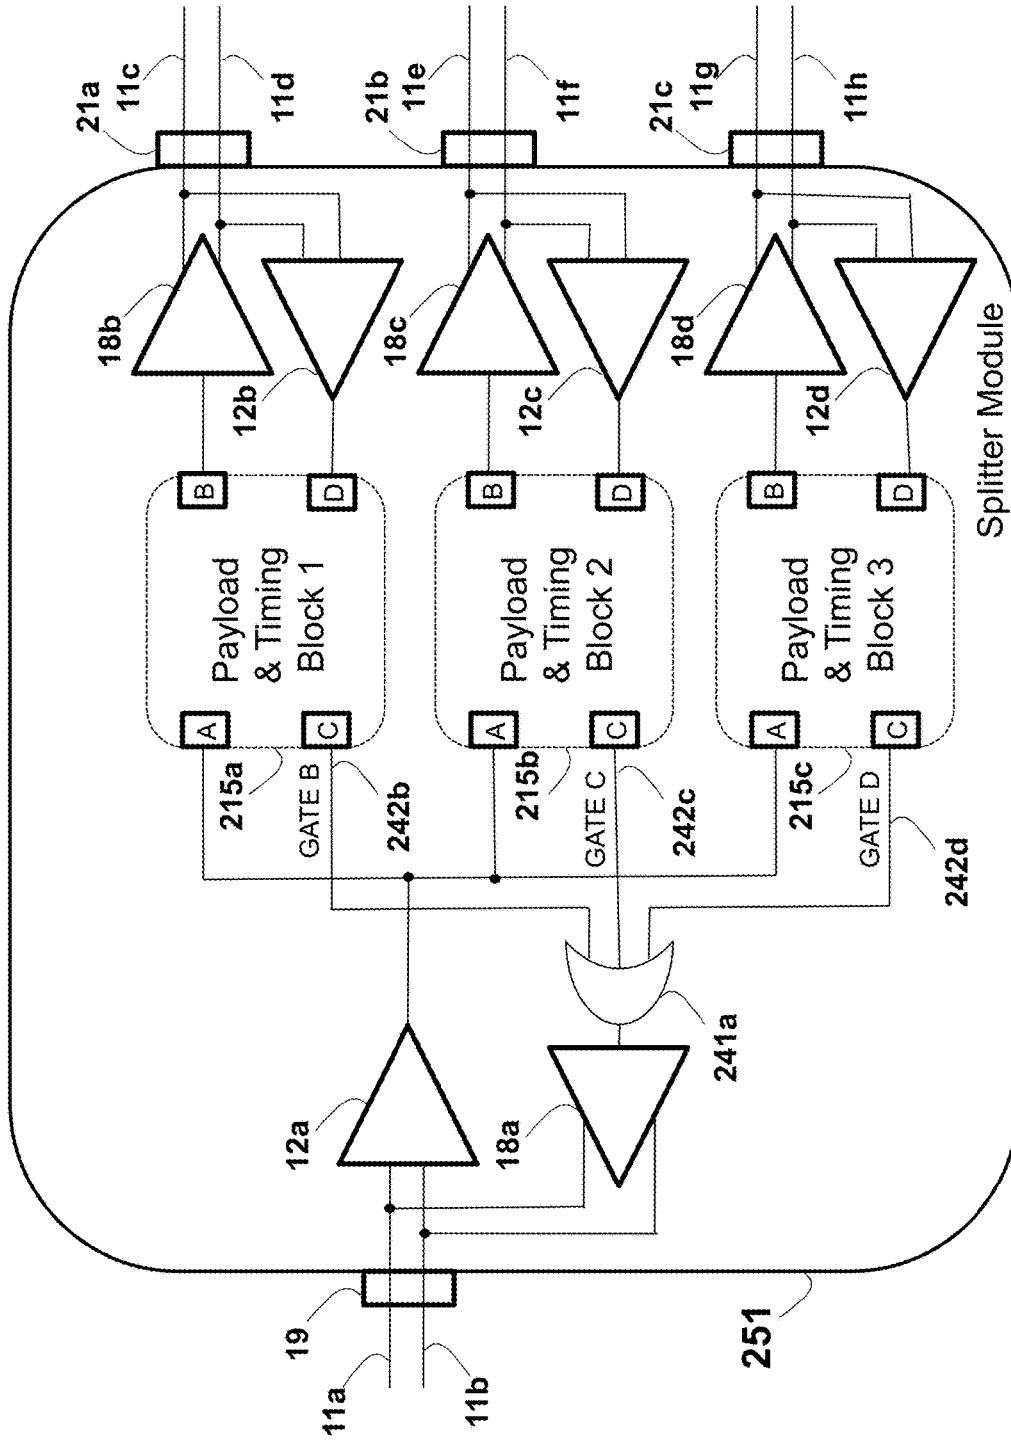 21a
11c
11d
21b
11e
11f
21c
11g
11h
18b
12b
18c
12c
18d
12d
B
D
B
D
B
D
Payload
& Timing
Block 1
Payload
& Timing
Block 2
Payload
& Timing
Block 3
A
C
A
C
A
C
215a
GATE B
242b
215b
GATE C
242c
215c
GATE D
242d
12a
18a
241a
19
11a
11b
251
Splitter Module